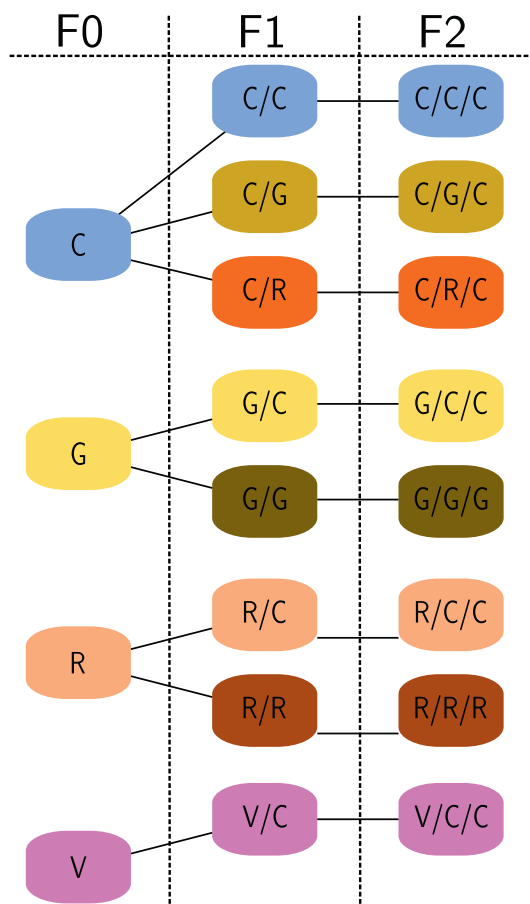 F0 F1 F2
C/C C/C/C
C/G C/G/C
C
C/R C/R/C
G/C G/C/C
G
G/G G/G/G
R/C R/C/C
R
R/R R/R/R
V/C V/C/C
V